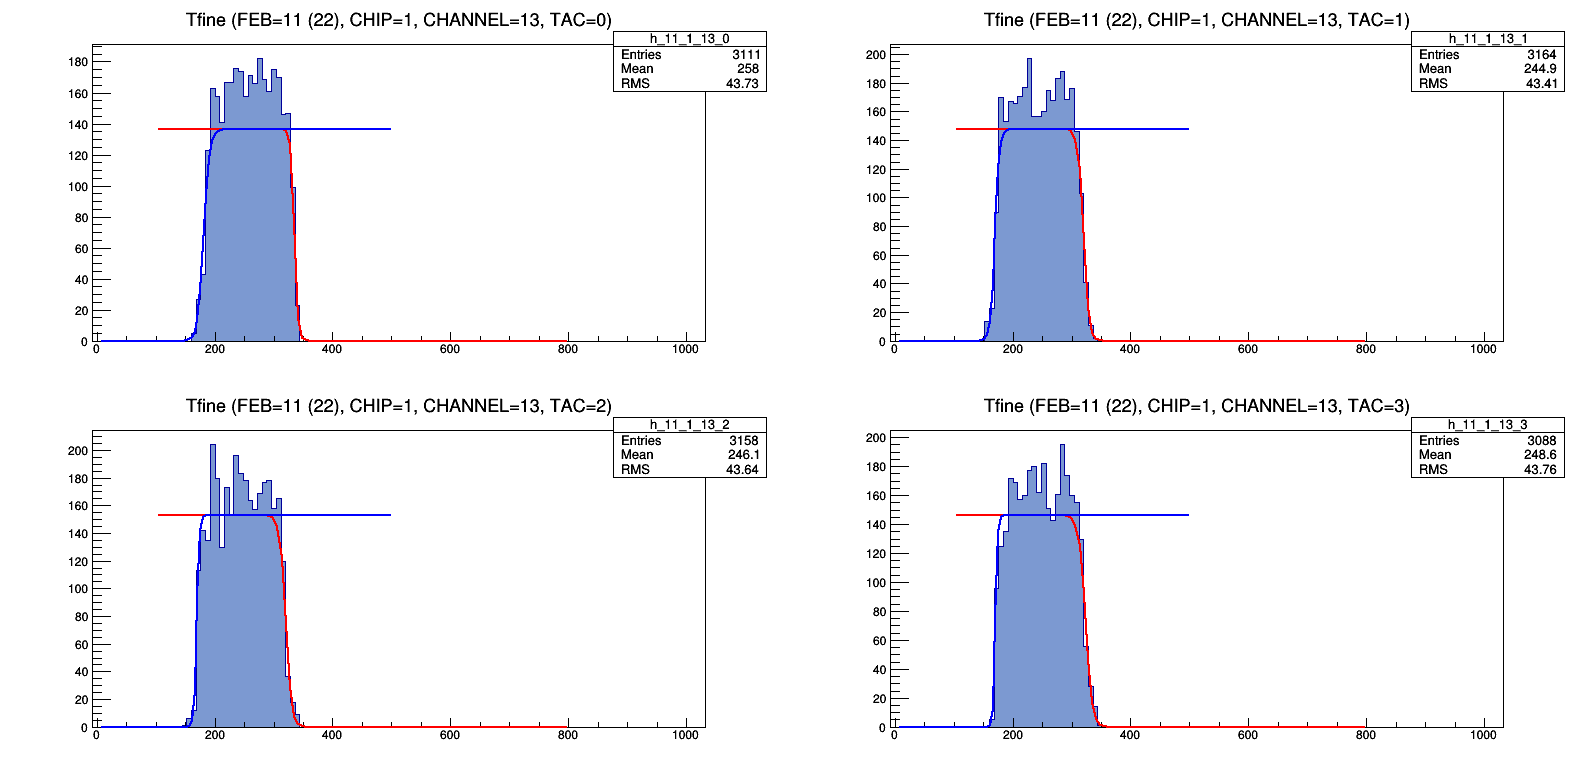 Tfine (FEB=11 (22), CHIP=1, CHANNEL=13, TAC=0)
h_11_1_13_0
Entries 3111
Mean 258
RMS 43.73
180
160
140
120
100
80
60
40
20
0
0 200 400 600 800 1000
Tfine (FEB=11 (22), CHIP=1, CHANNEL=13, TAC=1)
h_11_1_13_1
Entries 3164
Mean 244.9
RMS 43.41
200
180
160
140
120
100
80
60
40
20
0
0 200 400 600 800 1000
Tfine (FEB=11 (22), CHIP=1, CHANNEL=13, TAC=2)
h_11_1_13_2
Entries 3158
Mean 246.1
RMS 43.64
200
180
160
140
120
100
80
60
40
20
0
0 200 400 600 800 1000
Tfine (FEB=11 (22), CHIP=1, CHANNEL=13, TAC=3)
h_11_1_13_3
Entries 3088
Mean 248.6
RMS 43.76
200
180
160
140
120
100
80
60
40
20
0
0 200 400 600 800 1000